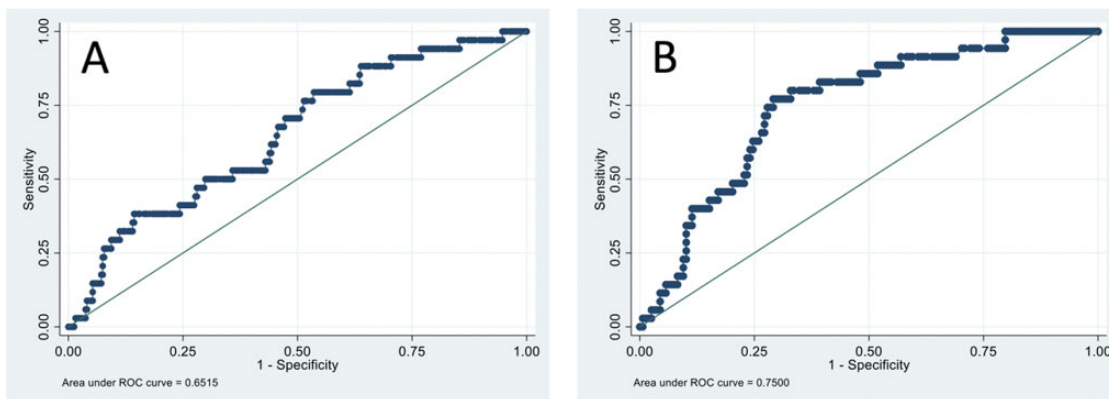 A
Sensitivity
1.00
0.75
0.50
0.25
0.00
0.00 0.25 0.50 0.75 1.00
1 - Specificity
Area under ROC curve = 0.6515
B
Sensitivity
1.00
0.75
0.50
0.25
0.00
0.00 0.25 0.50 0.75 1.00
1 - Specificity
Area under ROC curve = 0.7500